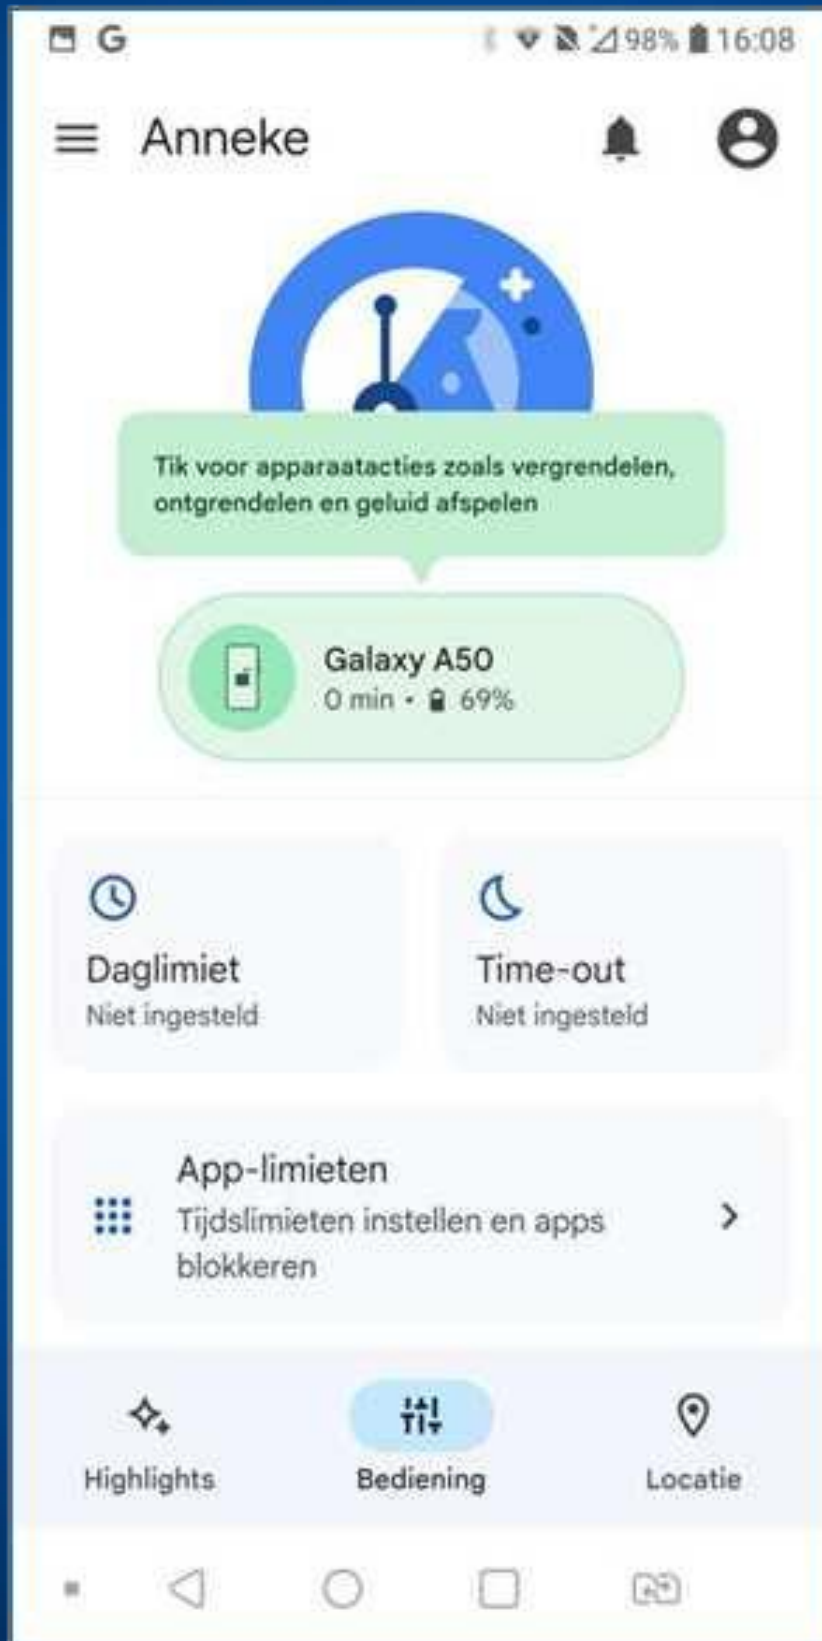 G 98% 16:08
Anneke
Tik voor apparaatacties zoals vergrendelen,
ontgrendelen en geluid afspelen
Galaxy A50
0 min • 69%
Daglimiet
Niet ingesteld
Time-out
Niet ingesteld
App-limieten
Tijdslimieten instellen en apps
blokkeren
Highlights
Bediening
Locatie